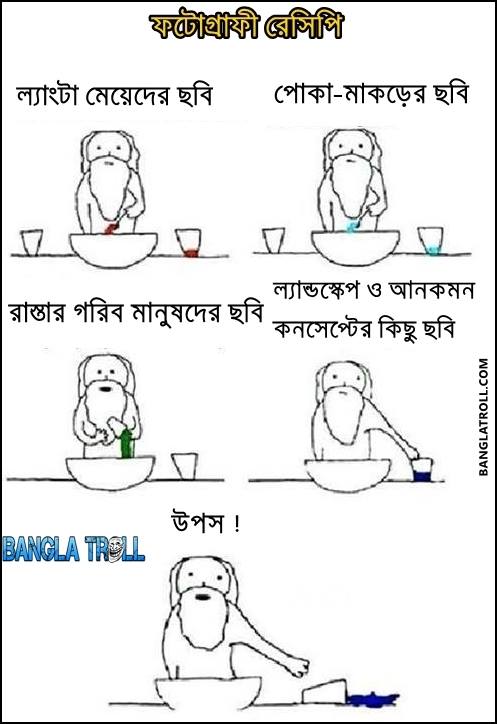 ফটোগ্রাফী রেসিপি
ল্যাংটা মেয়েদের ছবি
পোকা-মাকড়ের ছবি
রাস্তার গরিব মানুষদের ছবি
ল্যান্ডস্কেপ ও আনকমন
কনসেপ্টের কিছু ছবি
BANGLATROLL.COM
উপস !
BANGLA TROLL